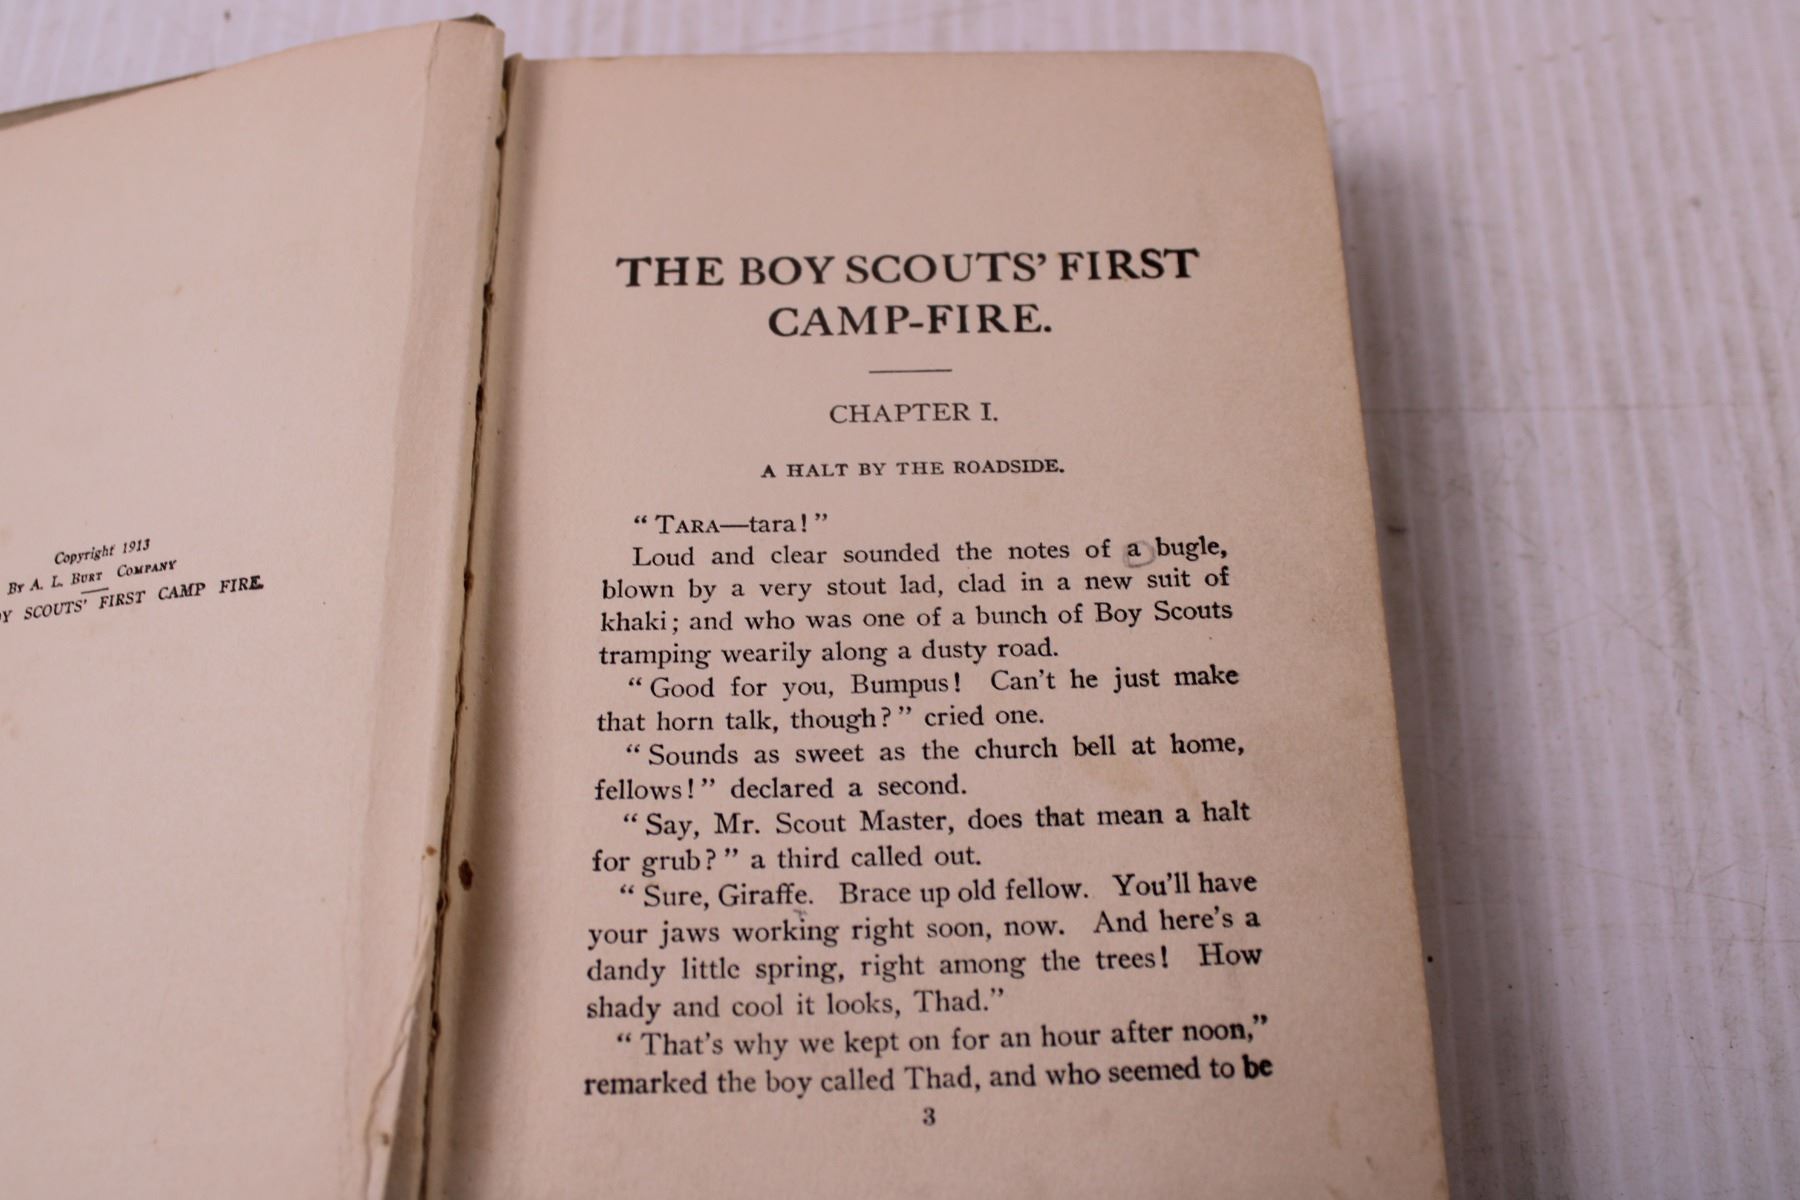 Copyright 1913
By A. L. Burt Company
SCOUTS' FIRST CAMP FIRE.
THE BOY SCOUTS' FIRST
CAMP-FIRE.
CHAPTER I.
A HALT BY THE ROADSIDE.
“ Tara—tara! ”
Loud and clear sounded the notes of a bugle,
blown by a very stout lad, clad in a new suit of
khaki; and who was one of a bunch of Boy Scouts
tramping wearily along a dusty road.
“ Good for you, Bumpus! Can't he just make
that horn talk, though? ” cried one.
“ Sounds as sweet as the church bell at home,
fellows! ” declared a second.
“ Say, Mr. Scout Master, does that mean a halt
for grub? ” a third called out.
“ Sure, Giraffe. Brace up old fellow. You'll have
your jaws working right soon, now. And here's a
dandy little spring, right among the trees! How
shady and cool it looks, Thad.”
“ That's why we kept on for an hour after noon,”
remarked the boy called Thad, and who seemed to be
3